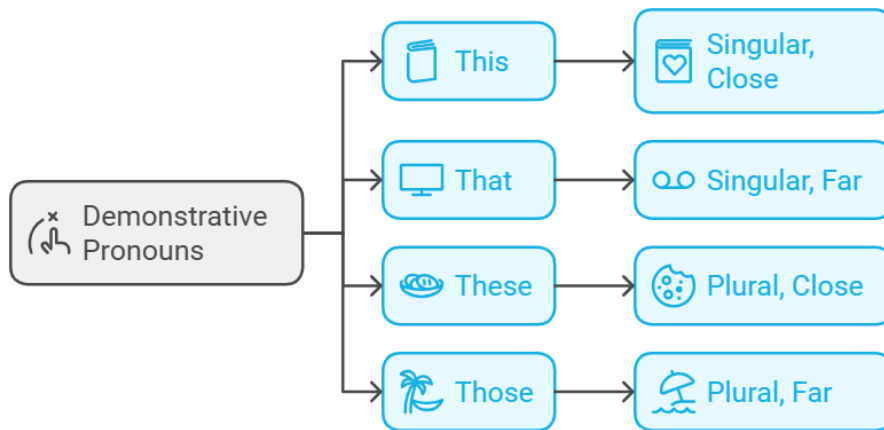 Demonstrative
Pronouns
This
Singular,
Close
That
Singular, Far
These
Plural, Close
Those
Plural, Far